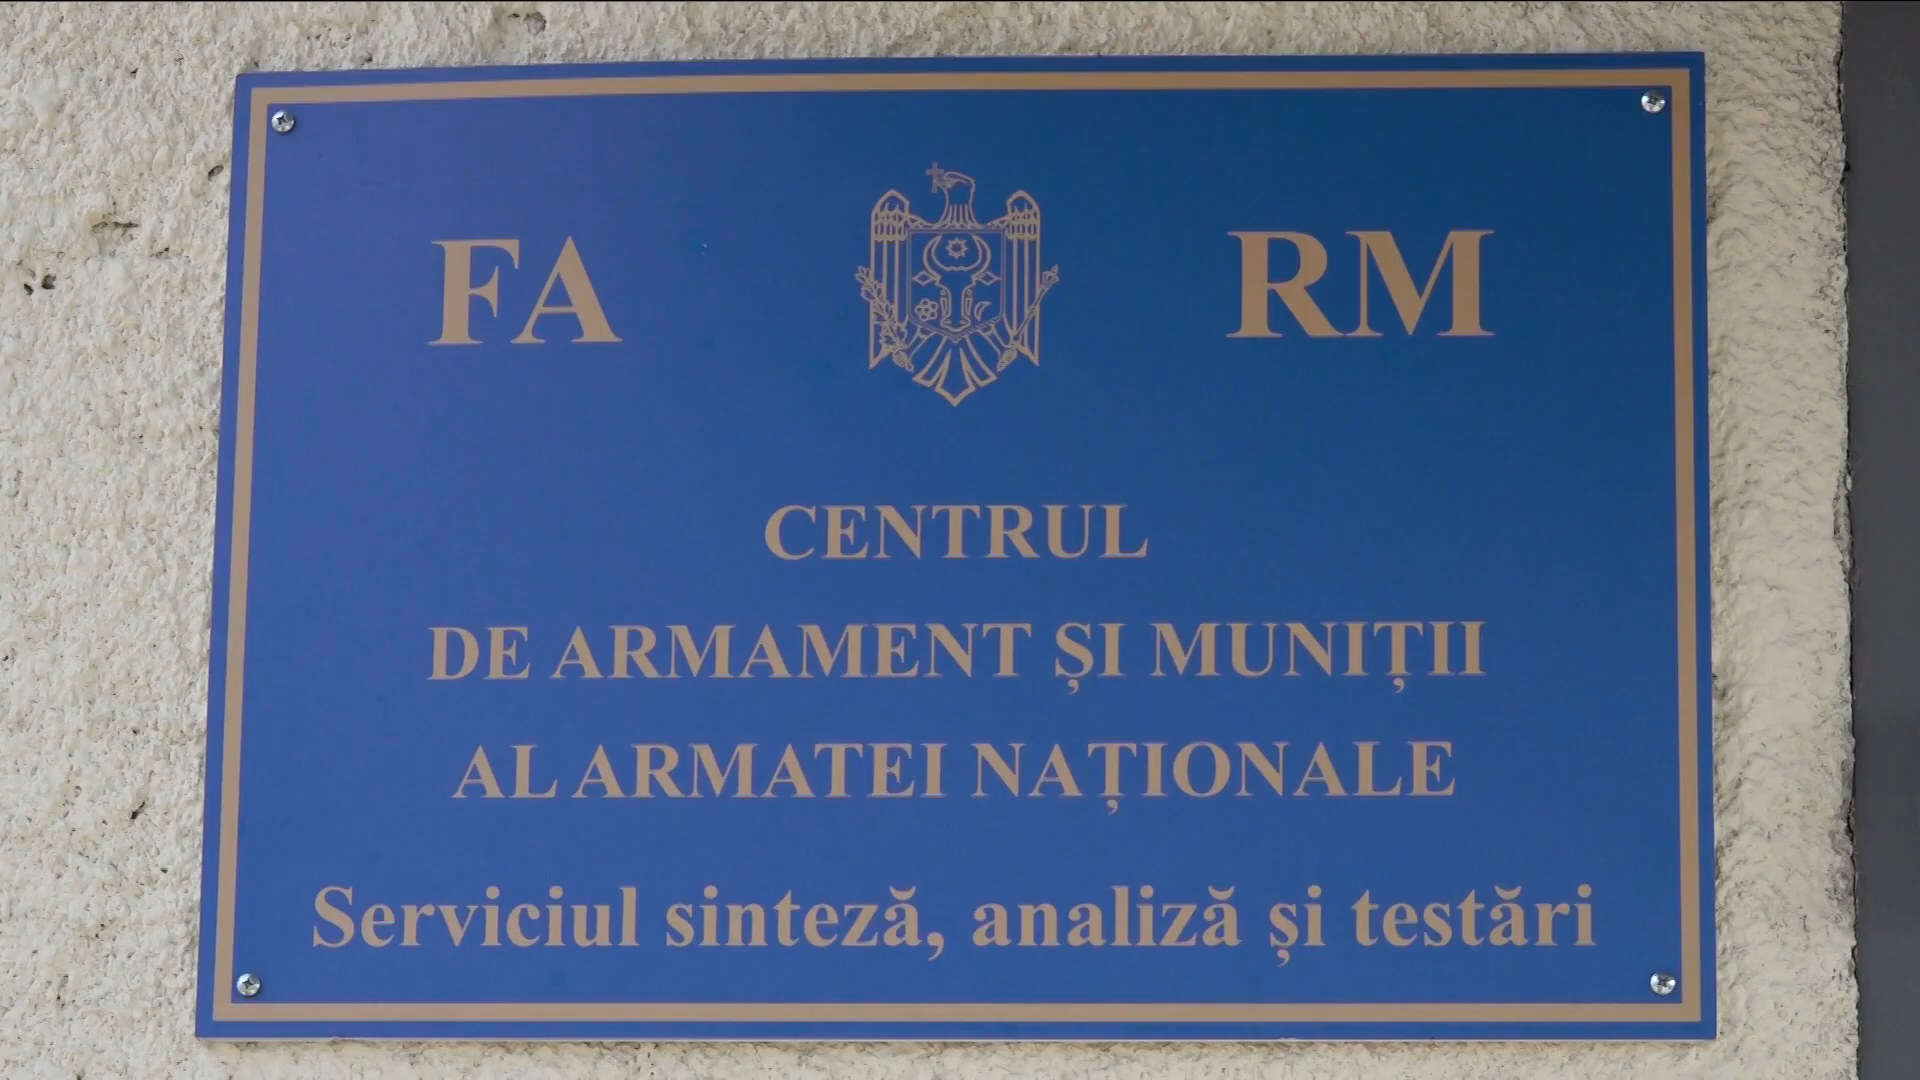 FA RM
CENTRUL
DE ARMAMENT ȘI MUNIȚII
AL ARMATEI NAȚIONALE
Serviciul sinteză, analiză și testări